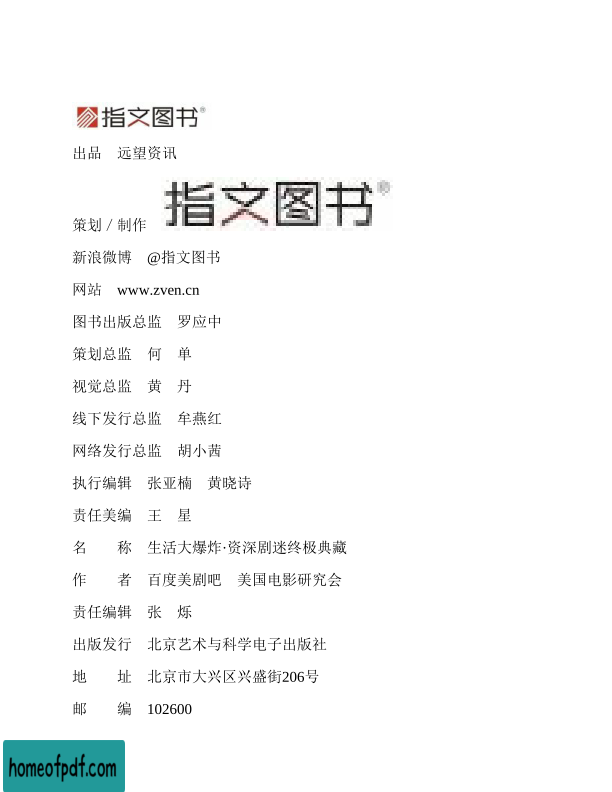 指文图书®
出品　远望资讯
策划／制作　指文图书®
新浪微博　@指文图书
网站　www.zven.cn
图书出版总监　罗应中
策划总监　何　单
视觉总监　黄　丹
线下发行总监　牟燕红
网络发行总监　胡小茜
执行编辑　张亚楠　黄晓诗
责任美编　王　星
名　　称　生活大爆炸·资深剧迷终极典藏
作　　者　百度美剧吧　美国电影研究会
责任编辑　张　烁
出版发行　北京艺术与科学电子出版社
地　　址　北京市大兴区兴盛街206号
邮　　编　102600
homeofpdf.com